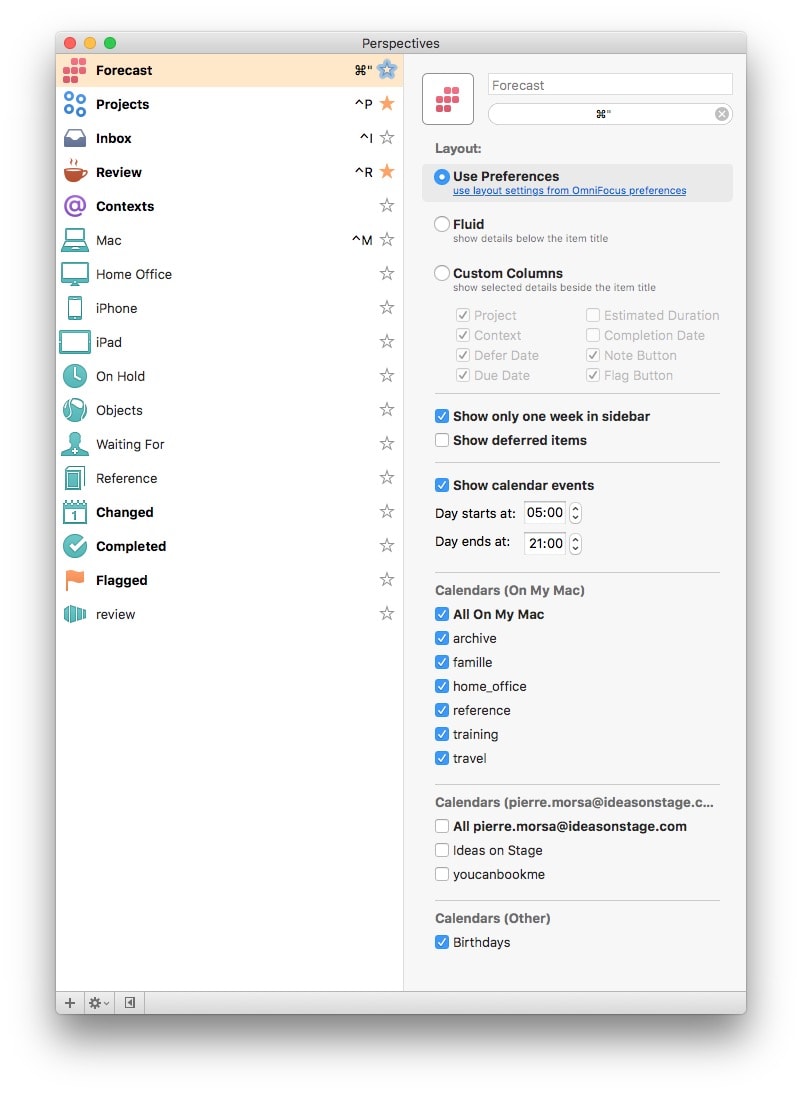 Perspectives
Forecast ⌘"
Projects ^P
Inbox ^I
Review ^R
Contexts
Mac ^M
Home Office
iPhone
iPad
On Hold
Objects
Waiting For
Reference
1 Changed
Completed
Flagged
review
Forecast
⌘"
Layout:
Use Preferences
use layout settings from OmniFocus preferences
Fluid
show details below the item title
Custom Columns
show selected details beside the item title
Project Estimated Duration
Context Completion Date
Defer Date Note Button
Due Date Flag Button
Show only one week in sidebar
Show deferred items
Show calendar events
Day starts at: 05:00
Day ends at: 21:00
Calendars (On My Mac)
All On My Mac
archive
famille
home_office
reference
training
travel
Calendars (pierre.morsa@ideasonstage.c...
All pierre.morsa@ideasonstage.com
Ideas on Stage
youcanbookme
Calendars (Other)
Birthdays